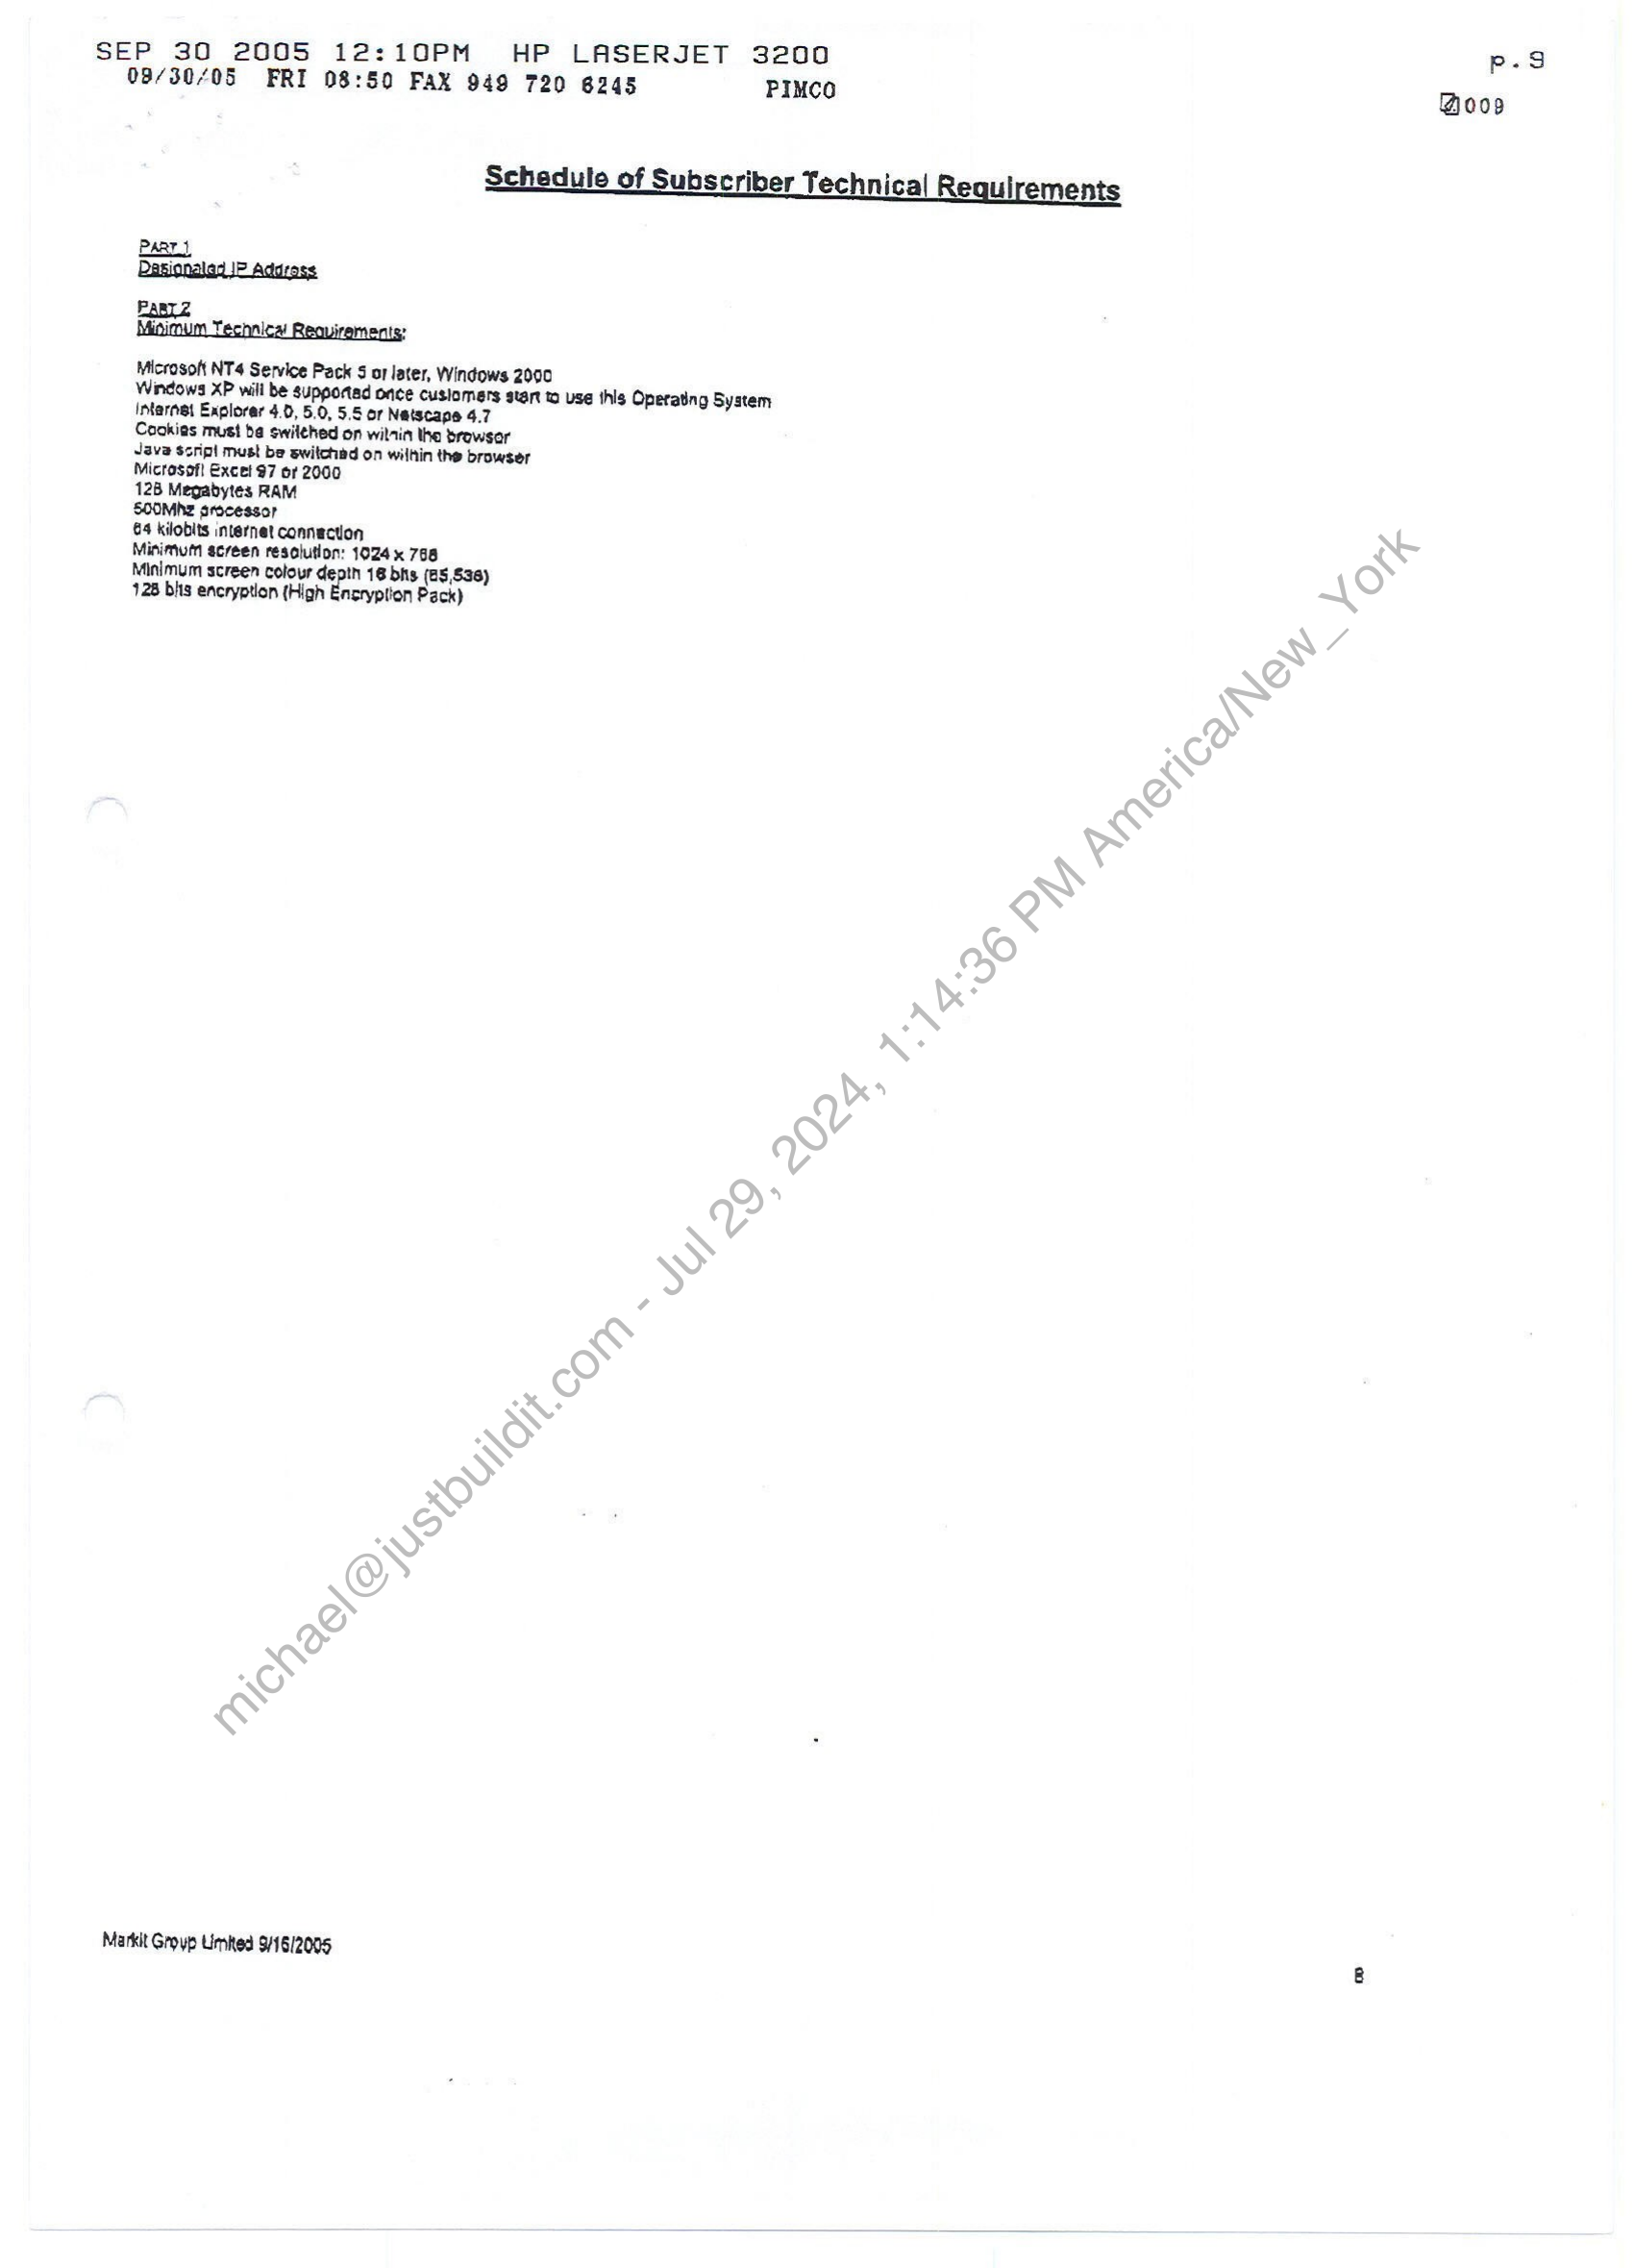 SEP 30 2005 12:10PM HP LASERJET 3200
p.9
09/30/05 FRI 08:50 FAX 949 720 6245
PIMCO
009
Schedule of Subscriber Technical Requirements
PART 1
Designated IP Address
PART 2
Minimum Technical Requirements:
Microsoft NT4 Service Pack 5 or later, Windows 2000
Windows XP will be supported once customers start to use this Operating System
Internet Explorer 4.0, 5.0, 5.5 or Netscape 4.7
Cookies must be switched on within the browser
Java script must be switched on within the browser
Microsoft Excel 97 or 2000
128 Megabytes RAM
500Mhz processor
64 kilobits internet connection
Minimum screen resolution: 1024 x 768
Minimum screen colour depth 16 bits (65,536)
128 bits encryption (High Encryption Pack)
michael@justbuildit.com - Jul 29, 2024, 1:14:36 PM America/New_York
Markit Group Limited 9/16/2005
8